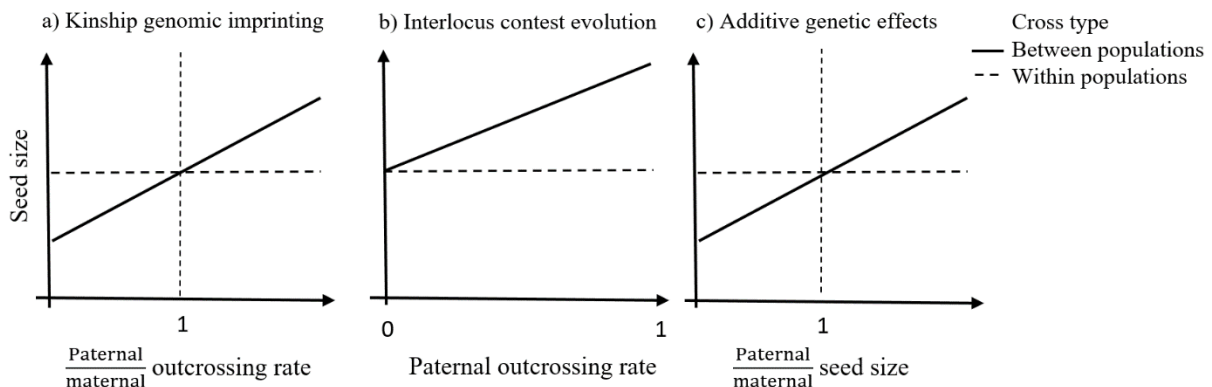 a) Kinship genomic imprinting
b) Interlocus contest evolution
c) Additive genetic effects
Cross type
Between populations
Within populations
Seed size
1
0
1
1
Paternal
maternal
outcrossing rate
Paternal outcrossing rate
Paternal
maternal
seed size